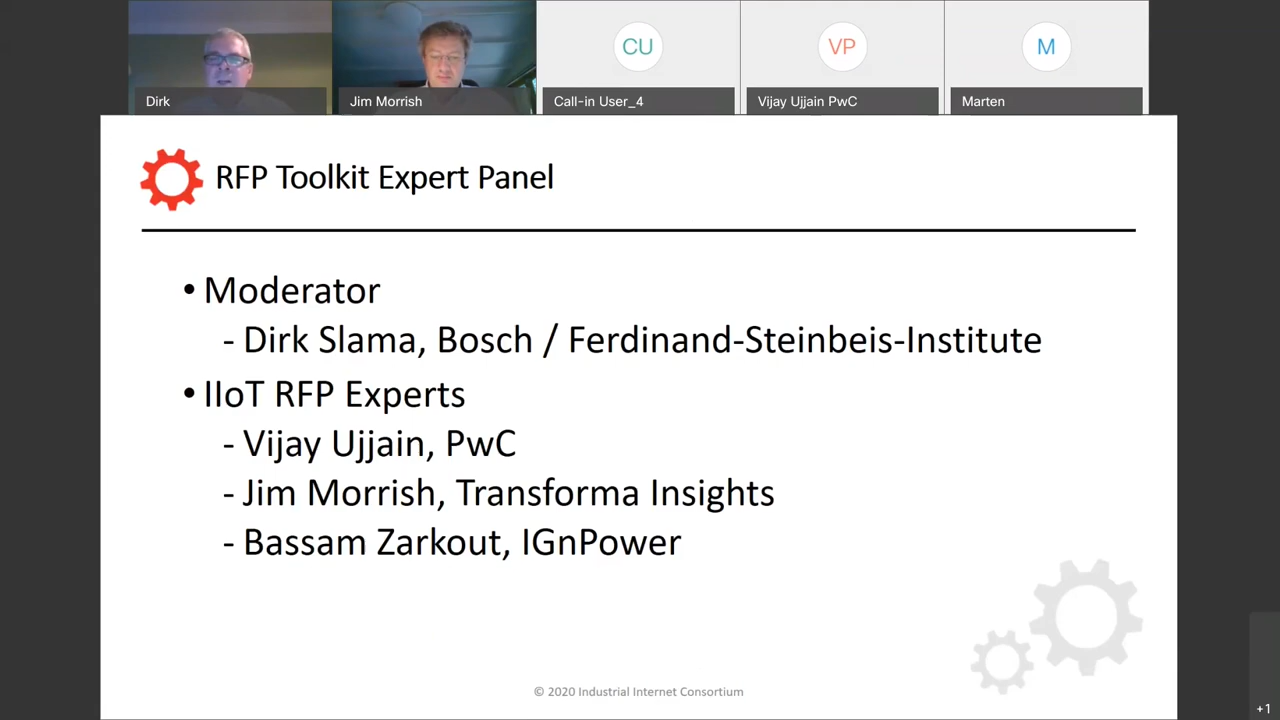 CU
VP
M
Dirk
Jim Morrish
Call-in User_4
Vijay Ujjain PwC
Marten
RFP Toolkit Expert Panel
• Moderator
- Dirk Slama, Bosch / Ferdinand-Steinbeis-Institute
• IIoT RFP Experts
- Vijay Ujjain, PwC
- Jim Morrish, Transforma Insights
- Bassam Zarkout, IGnPower
© 2020 Industrial Internet Consortium
+1